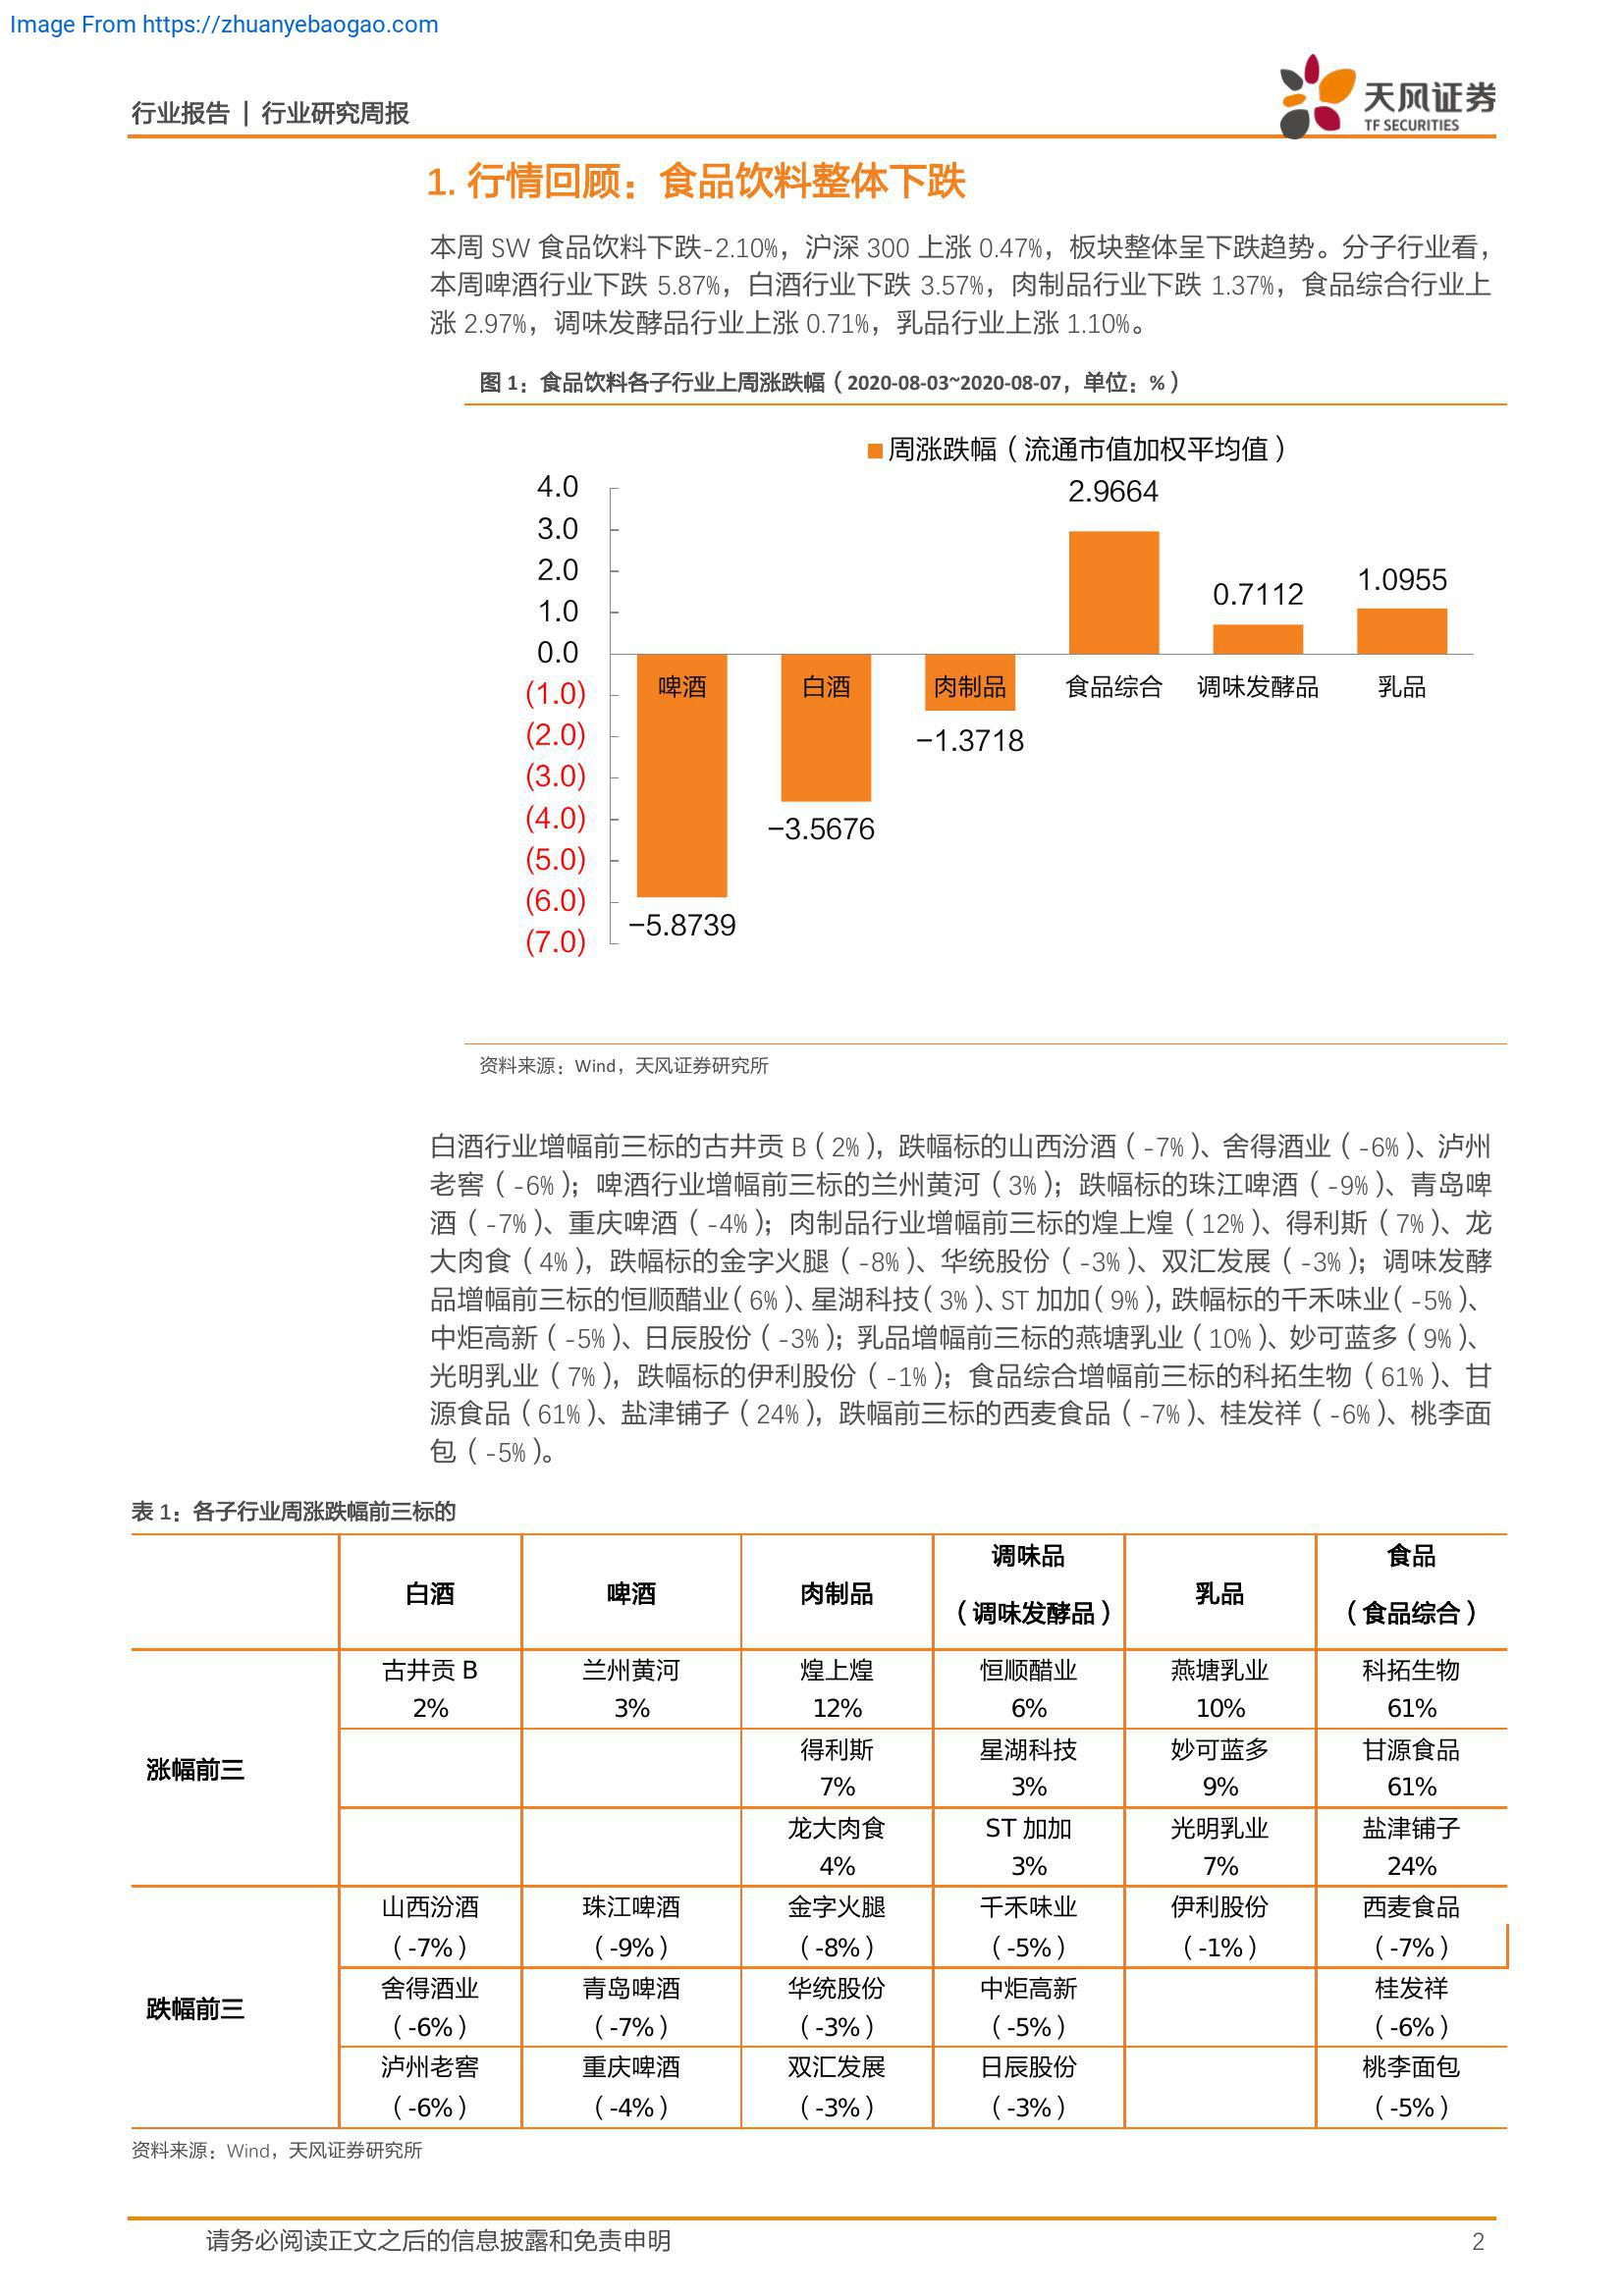 Image From https://zhuanyebaogao.com
行业报告 | 行业研究周报
天风证券
TF SECURITIES
1. 行情回顾：食品饮料整体下跌
本周 SW 食品饮料下跌-2.10%，沪深 300 上涨 0.47%，板块整体呈下跌趋势。分子行业看，
本周啤酒行业下跌 5.87%，白酒行业下跌 3.57%，肉制品行业下跌 1.37%，食品综合行业上
涨 2.97%，调味发酵品行业上涨 0.71%，乳品行业上涨 1.10%。
图 1：食品饮料各子行业上周涨跌幅（2020-08-03~2020-08-07，单位：%）
周涨跌幅（流通市值加权平均值）
4.0
3.0
2.0
1.0
0.0
(1.0)
(2.0)
(3.0)
(4.0)
(5.0)
(6.0)
(7.0)
2.9664
0.7112
1.0955
啤酒 白酒 肉制品 食品综合 调味发酵品 乳品
−1.3718
−3.5676
−5.8739
资料来源：Wind，天风证券研究所
白酒行业增幅前三标的古井贡 B（2%），跌幅标的山西汾酒（-7%）、舍得酒业（-6%）、泸州
老窖（-6%）；啤酒行业增幅前三标的兰州黄河（3%）；跌幅标的珠江啤酒（-9%）、青岛啤
酒（-7%）、重庆啤酒（-4%）；肉制品行业增幅前三标的煌上煌（12%）、得利斯（7%）、龙
大肉食（4%），跌幅标的金字火腿（-8%）、华统股份（-3%）、双汇发展（-3%）；调味发酵
品增幅前三标的恒顺醋业（6%）、星湖科技（3%）、ST 加加（9%），跌幅标的千禾味业（-5%）、
中炬高新（-5%）、日辰股份（-3%）；乳品增幅前三标的燕塘乳业（10%）、妙可蓝多（9%）、
光明乳业（7%），跌幅标的伊利股份（-1%）；食品综合增幅前三标的科拓生物（61%）、甘
源食品（61%）、盐津铺子（24%），跌幅前三标的西麦食品（-7%）、桂发祥（-6%）、桃李面
包（-5%）。
表 1：各子行业周涨跌幅前三标的
白酒 啤酒 肉制品 调味品 乳品 食品
（调味发酵品） （食品综合）
涨幅前三
古井贡 B 兰州黄河 煌上煌 恒顺醋业 燕塘乳业 科拓生物
2% 3% 12% 6% 10% 61%
得利斯 星湖科技 妙可蓝多 甘源食品
7% 3% 9% 61%
龙大肉食 ST 加加 光明乳业 盐津铺子
4% 3% 7% 24%
跌幅前三
山西汾酒 珠江啤酒 金字火腿 千禾味业 伊利股份 西麦食品
（-7%） （-9%） （-8%） （-5%） （-1%） （-7%）
舍得酒业 青岛啤酒 华统股份 中炬高新 桂发祥
（-6%） （-7%） （-3%） （-5%） （-6%）
泸州老窖 重庆啤酒 双汇发展 日辰股份 桃李面包
（-6%） （-4%） （-3%） （-3%） （-5%）
资料来源：Wind，天风证券研究所
请务必阅读正文之后的信息披露和免责申明 2